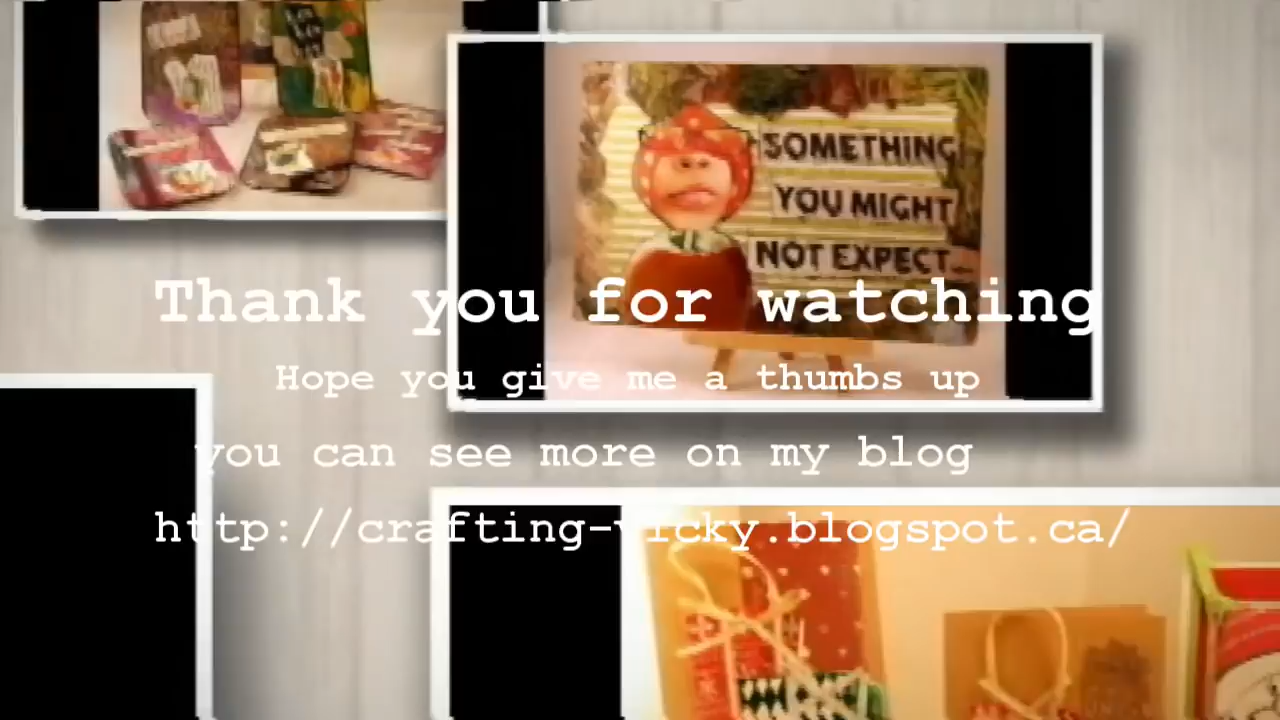 SOMETHING
YOU MIGHT
NOT EXPECT...
Thank you for watching
Hope you give me a thumbs up
you can see more on my blog
http://crafting-vicky.blogspot.ca/